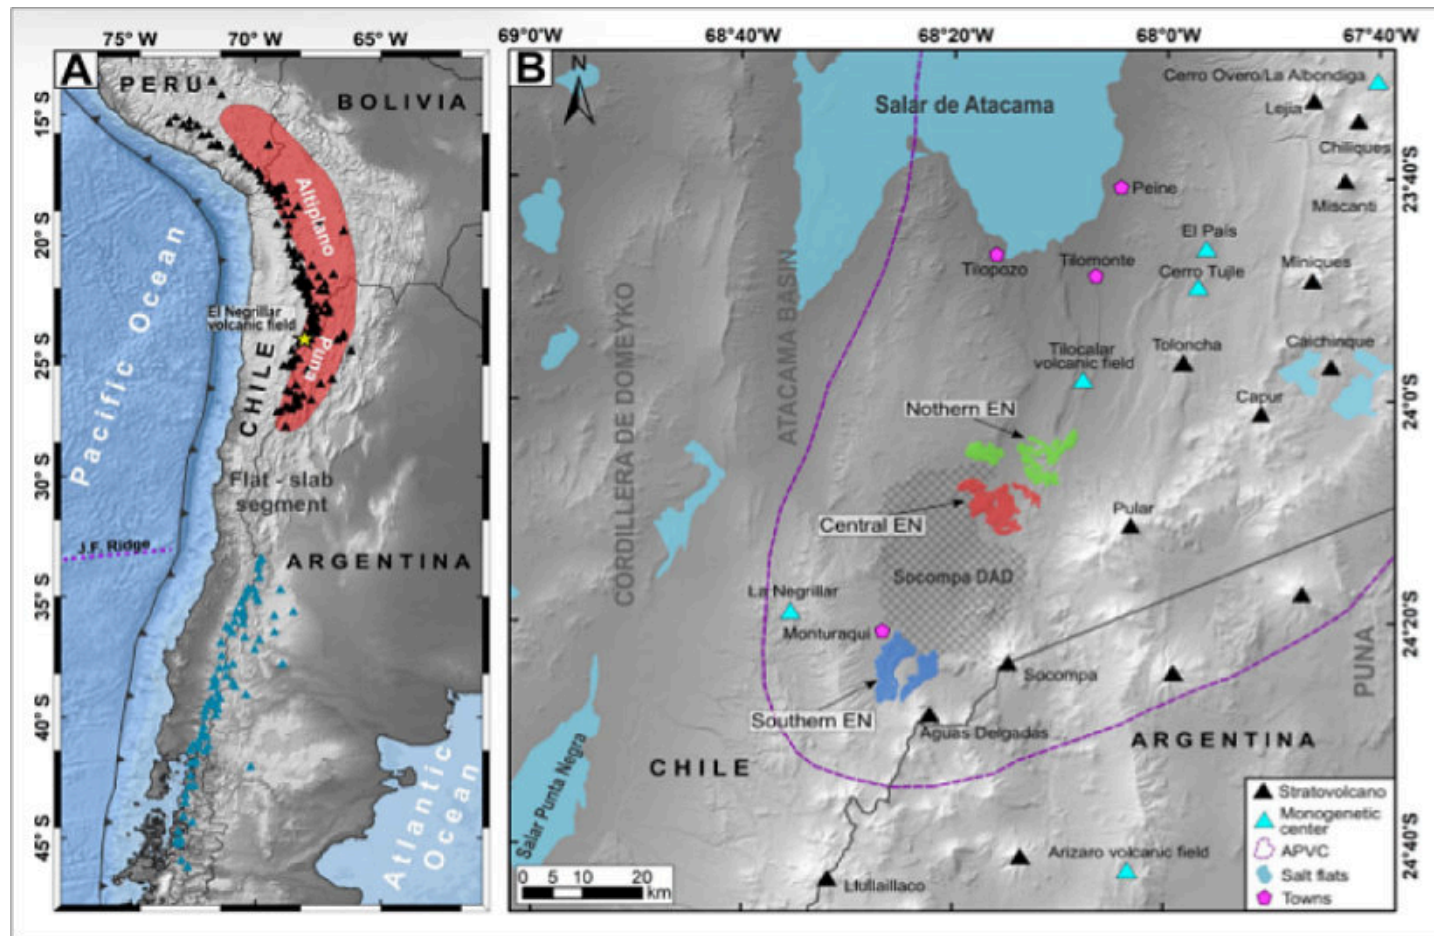 75° W 70° W 65° W
A
PERU
BOLIVIA
15° S
20° S
25° S
30° S
35° S
40° S
45° S
Altiplano
Puna
El Negrillar
volcanic field
Pacific Ocean
CHILE
Flat - slab
segment
J.F. Ridge
ARGENTINA
Atlantic
Ocean
69°0' W 68°40' W 68°20' W 68°0' W 67°40' W
B
N
Salar de Atacama
Cerro Overo/La Albondiga
Lejia
Chiliques
23°40'S
Peine
Miscanti
El País
Tilopozo
Tilomonte
Cerro Tujle
Miniques
CORDILLERA DE DOMEYKO
ATACAMA BASIN
Tilocalar
volcanic field
Toloncha
Caichinque
Capur
24°0'S
Nothern EN
Central EN
Pular
Socompa DAD
La Negrillar
Monturaqui
24°20'S
PUNA
Socompa
Southern EN
Aguas Delgadas
ARGENTINA
CHILE
Salar Punta Negra
24°40'S
Arizaro volcanic field
Llullaillaco
0 5 10 20
km
Stratovolcano
Monogenetic
center
APVC
Salt flats
Towns